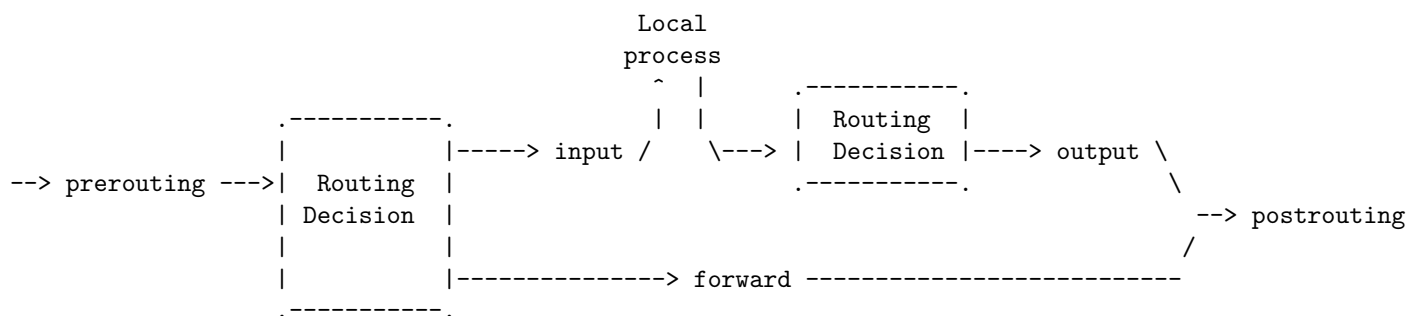 Local
process
^ |
.-----------. | | .-----------.
.-----------. | | | Routing |
| |-----> input / \---> | Decision |----> output \
--> prerouting --->| Routing | .-----------. \
| Decision | --> postrouting
| | /
| |---------------> forward ---------------------------
.-----------.